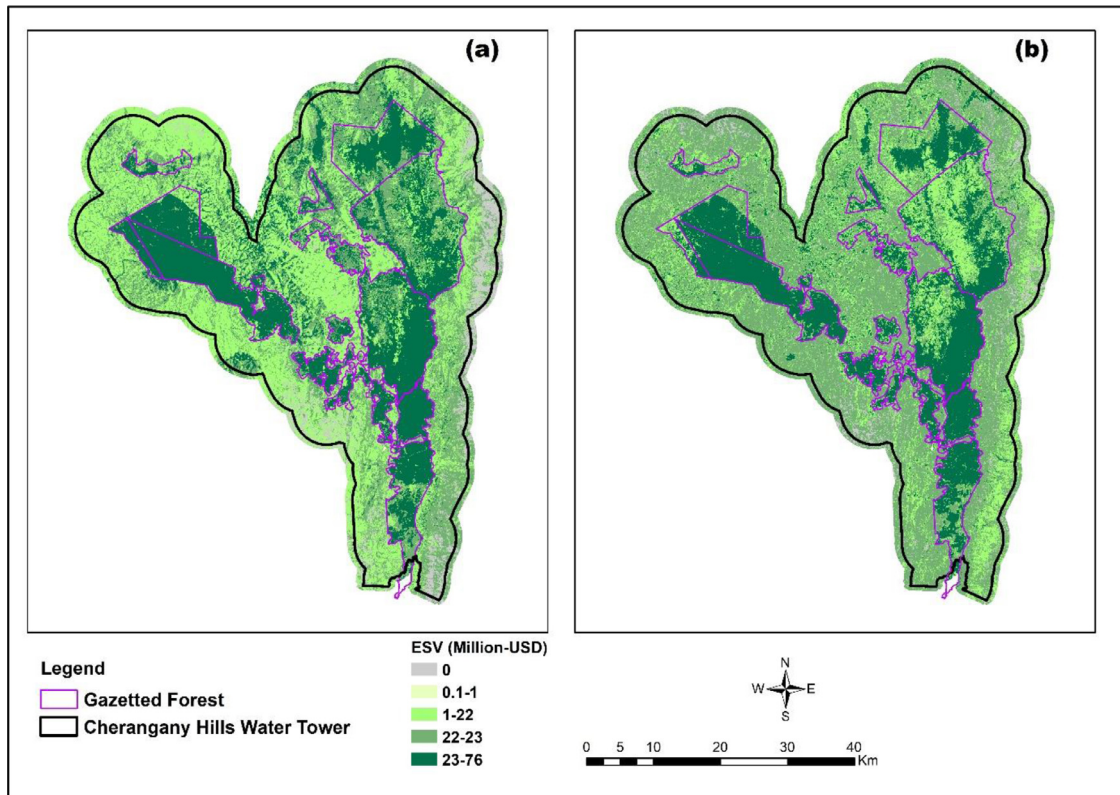 (a)
(b)
Legend
Gazetted Forest
Cherangany Hills Water Tower
ESV (Million-USD)
0
0.1-1
1-22
22-23
23-76
N
W E
S
0 5 10 20 30 40
Km